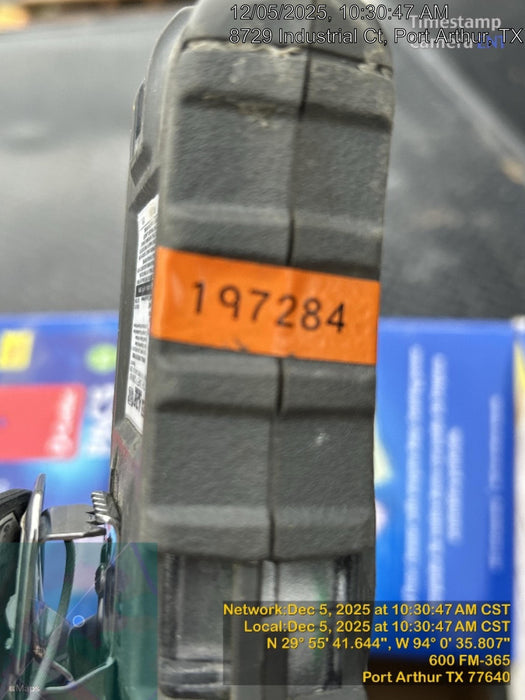 12/05/2025, 10:30:47 AM
8729 Industrial Ct, Port Arthur, TX
Timestamp
camera
197284
Network:Dec 5, 2025 at 10:30:47 AM CST
Local:Dec 5, 2025 at 10:30:47 AM CST
N 29° 55' 41.644", W 94° 0' 35.807"
600 FM-365
Port Arthur TX 77640
Maps